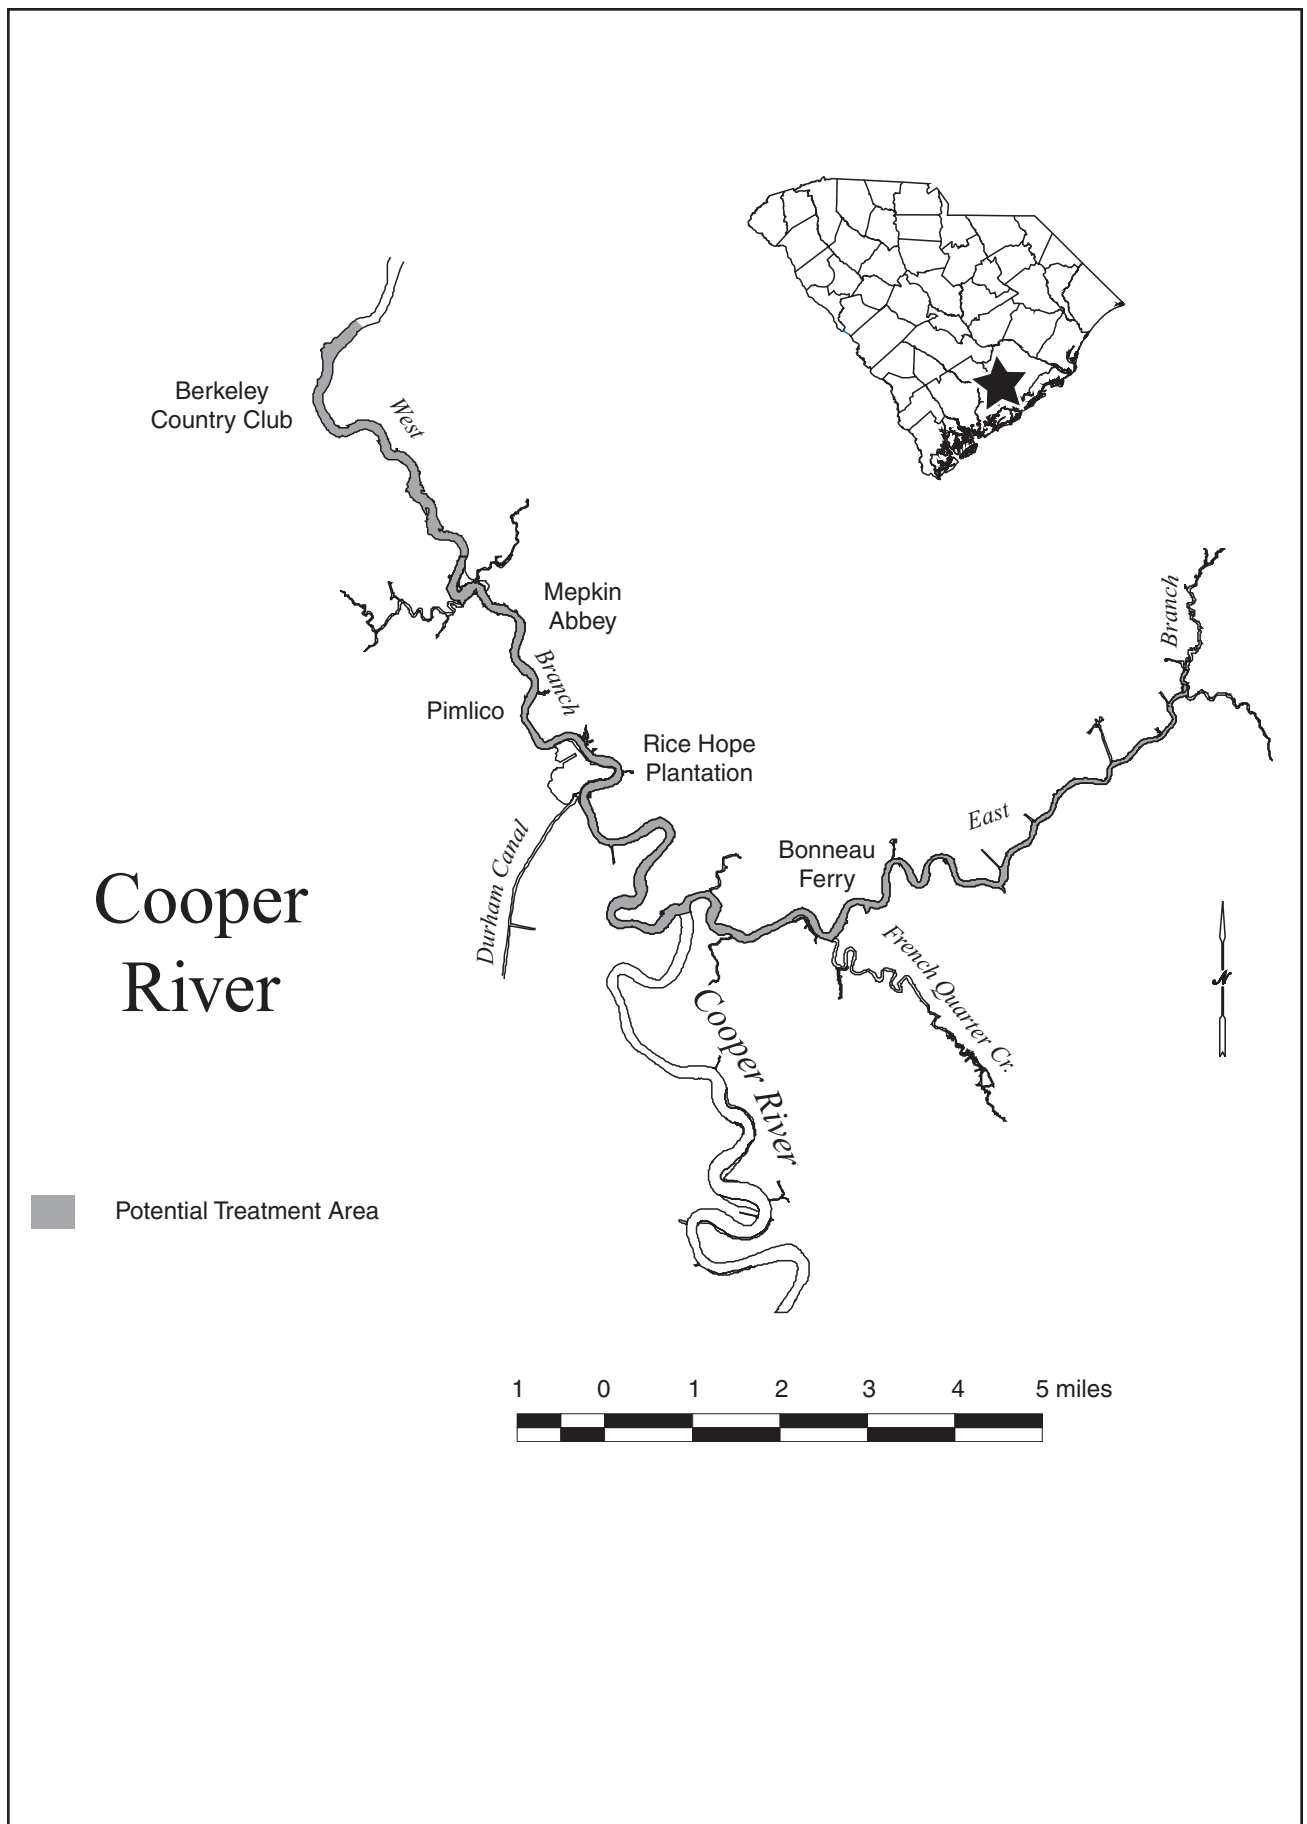 Berkeley
Country Club
West
Mepkin
Abbey
Branch
Pimlico
Rice Hope
Plantation
Durham Canal
Branch
East
Bonneau
Ferry
French Quarter Cr.
Cooper
River
Cooper River
N
Potential Treatment Area
1 0 1 2 3 4 5 miles